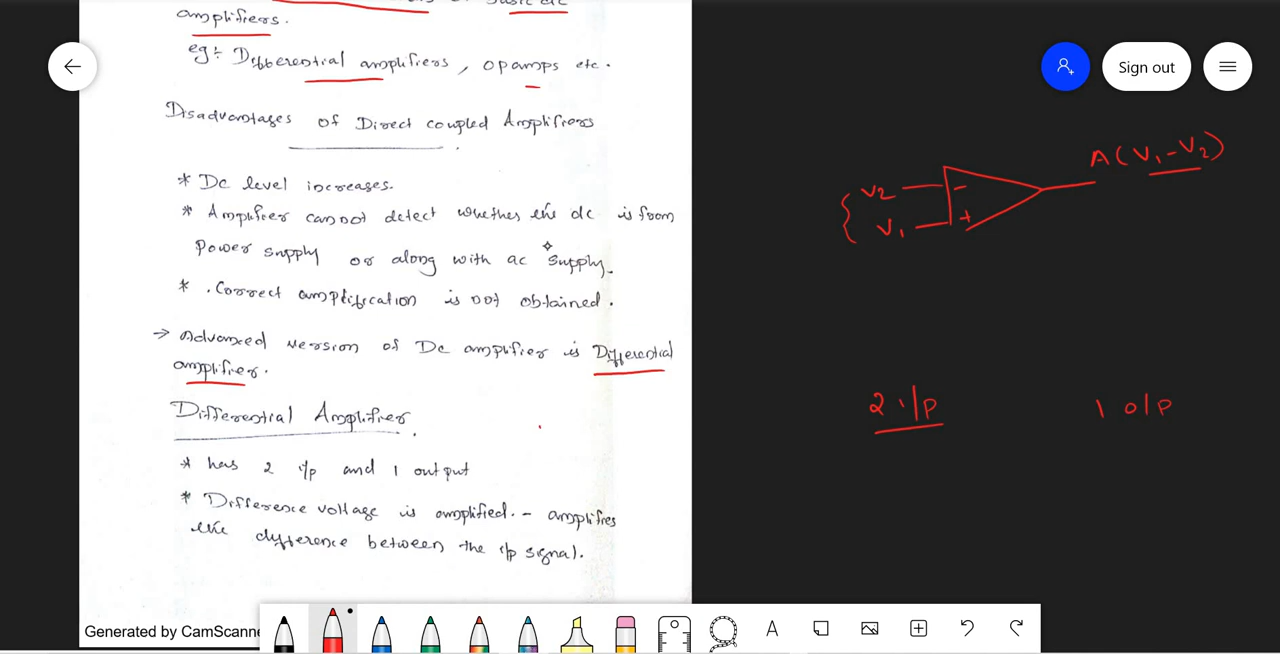 amplifiers.
eg:- Differential amplifiers, opamps etc.
Disadvantages of Direct coupled Amplifiers
* Dc level increases.
* Amplifier cannot detect whether the dc is from
power supply or along with ac supply.
* . Correct amplification is not obtained.
→ Advanced version of Dc amplifier is Differential
amplifier.
Differential Amplifier.
* has 2 i/p and 1 output
* Difference voltage is amplified. - amplifies
the difference between the i/p signal.
Generated by CamScanne
Sign out
A(V1-V2)
V2
-
V1
+
2 i/p
1 o/p
A